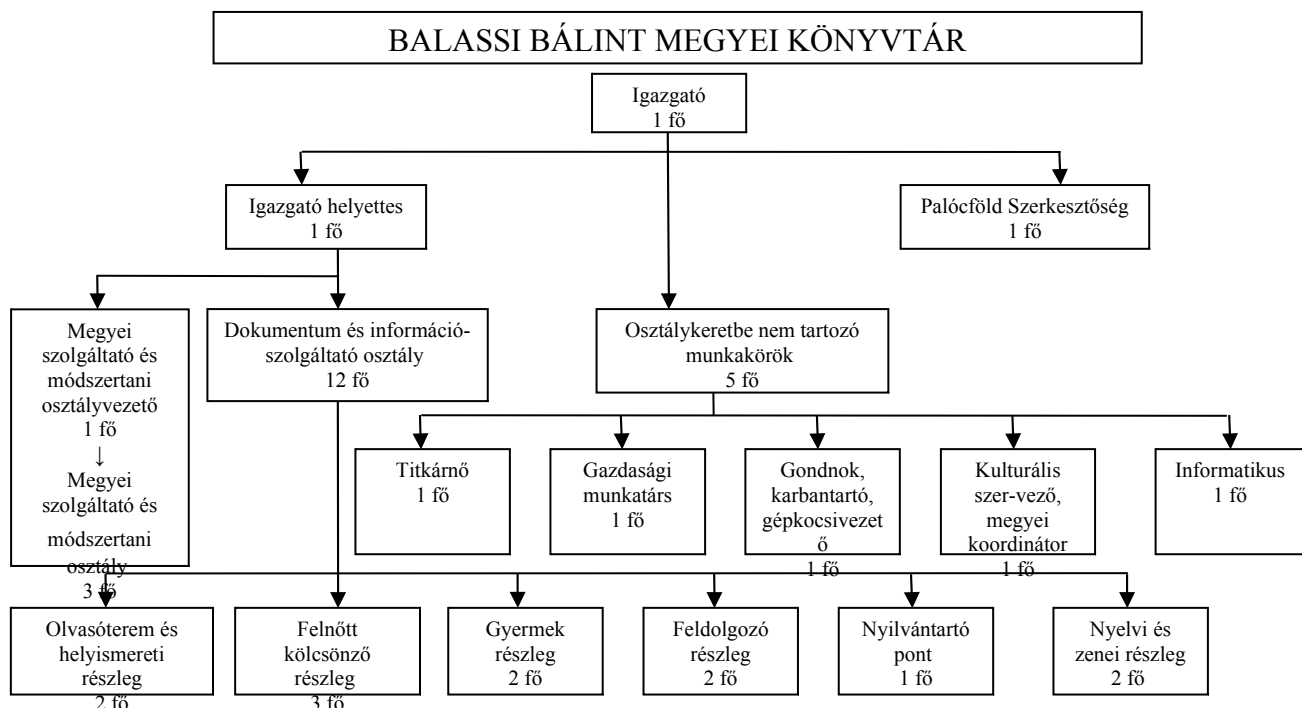 BALASSI BÁLINT MEGYEI KÖNYVTÁR
Igazgató
1 fő
Igazgató helyettes
1 fő
Palócföld Szerkesztőség
1 fő
Megyei
szolgáltató és
módszertani
osztályvezető
1 fő
↓
Megyei
szolgáltató és
módszertani
osztály
3 fő
Dokumentum és információ-
szolgáltató osztály
12 fő
Osztálykeretbe nem tartozó
munkakörök
5 fő
Titkárnő
1 fő
Gazdasági
munkatárs
1 fő
Gondnok,
karbantartó,
gépkocsivezet
ő
1 fő
Kulturális
szer-vező,
megyei
koordinátor
1 fő
Informatikus
1 fő
Olvasóterem és
helyismereti
részleg
2 fő
Felnőtt
kölcsönző
részleg
3 fő
Gyermek
részleg
2 fő
Feldolgozó
részleg
2 fő
Nyilvántartó
pont
1 fő
Nyelvi és
zenei részleg
2 fő